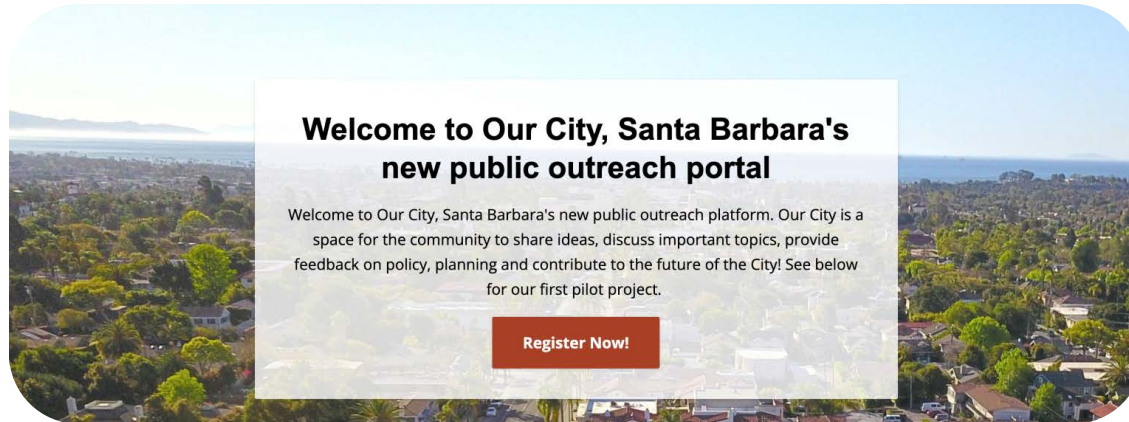 Welcome to Our City, Santa Barbara's
new public outreach portal
Welcome to Our City, Santa Barbara's new public outreach platform. Our City is a
space for the community to share ideas, discuss important topics, provide
feedback on policy, planning and contribute to the future of the City! See below
for our first pilot project.
Register Now!